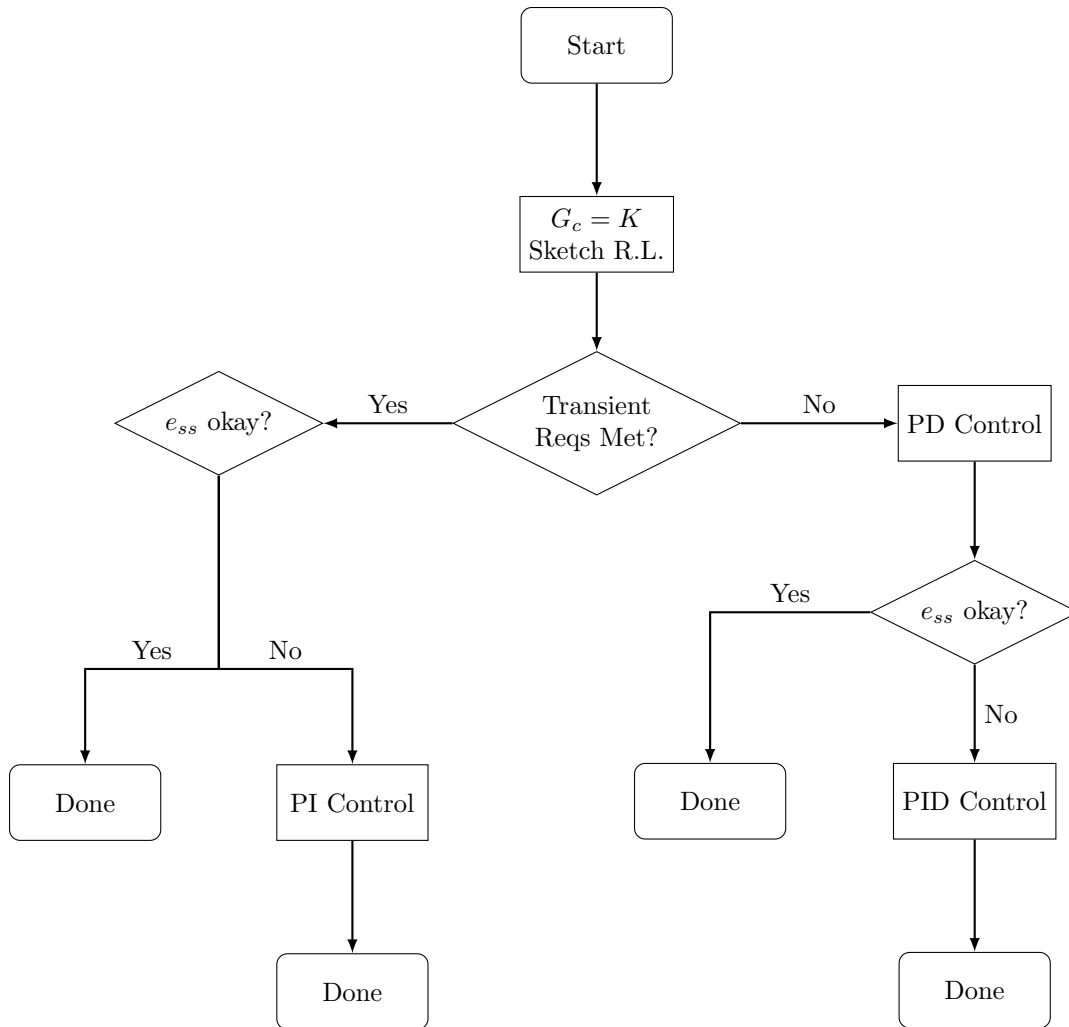 Start
G_c = K
Sketch R.L.
Transient
Reqs Met?
Yes
No
e_ss okay?
PD Control
Yes
e_ss okay?
Yes
No
No
Done
PI Control
Done
PID Control
Done
Done